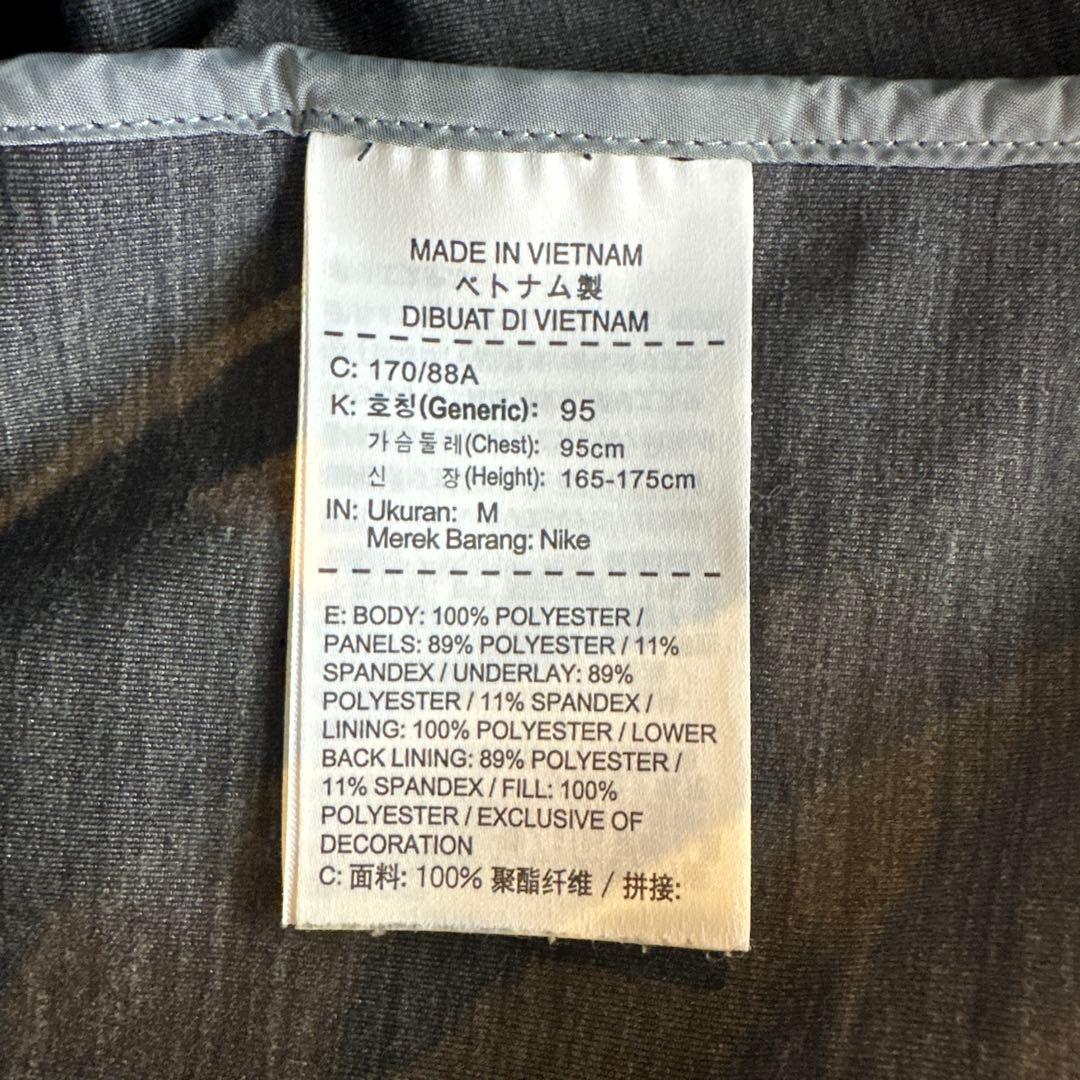 MADE IN VIETNAM
ベトナム製
DIBUAT DI VIETNAM
C: 170/88A
K: 호칭(Generic): 95
가슴둘레(Chest): 95cm
신 장(Height): 165-175cm
IN: Ukuran: M
Merek Barang: Nike
E: BODY: 100% POLYESTER /
PANELS: 89% POLYESTER / 11%
SPANDEX / UNDERLAY: 89%
POLYESTER / 11% SPANDEX /
LINING: 100% POLYESTER / LOWER
BACK LINING: 89% POLYESTER /
11% SPANDEX / FILL: 100%
POLYESTER / EXCLUSIVE OF
DECORATION
C: 面料: 100% 聚酯纤维 / 拼接: